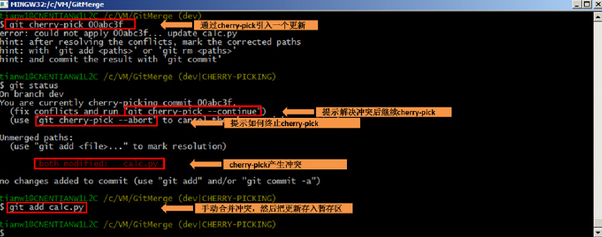 MINGW32:/c/VM/GitMerge
tianwl@CNENTIANWL2C /c/VM/GitMerge (dev)
$ git cherry-pick 00abc3f 通过cherry-pick引入一个更新
error: could not apply 00abc3f... update calc.py
hint: after resolving the conflicts, mark the corrected paths
hint: with 'git add <paths>' or 'git rm <paths>'
hint: and commit the result with 'git commit'
tianwl@CNENTIANWL2C /c/VM/GitMerge (dev|CHERRY-PICKING)
$ git status
On branch dev
You are currently cherry-picking commit 00abc3f.
(fix conflicts and run "git cherry-pick --continue") 提示解决冲突后继续cherry-pick
(use "git cherry-pick --abort" to cancel the 提示如何终止cherry-pick
Unmerged paths:
(use "git add <file>..." to mark resolution)
both modified: calc.py cherry-pick产生冲突
no changes added to commit (use "git add" and/or "git commit -a")
tianwl@CNENTIANWL2C /c/VM/GitMerge (dev|CHERRY-PICKING)
$ git add calc.py 手动合并冲突，然后把更新存入暂存区
tianwl@CNENTIANWL2C /c/VM/GitMerge (dev|CHERRY-PICKING)
$